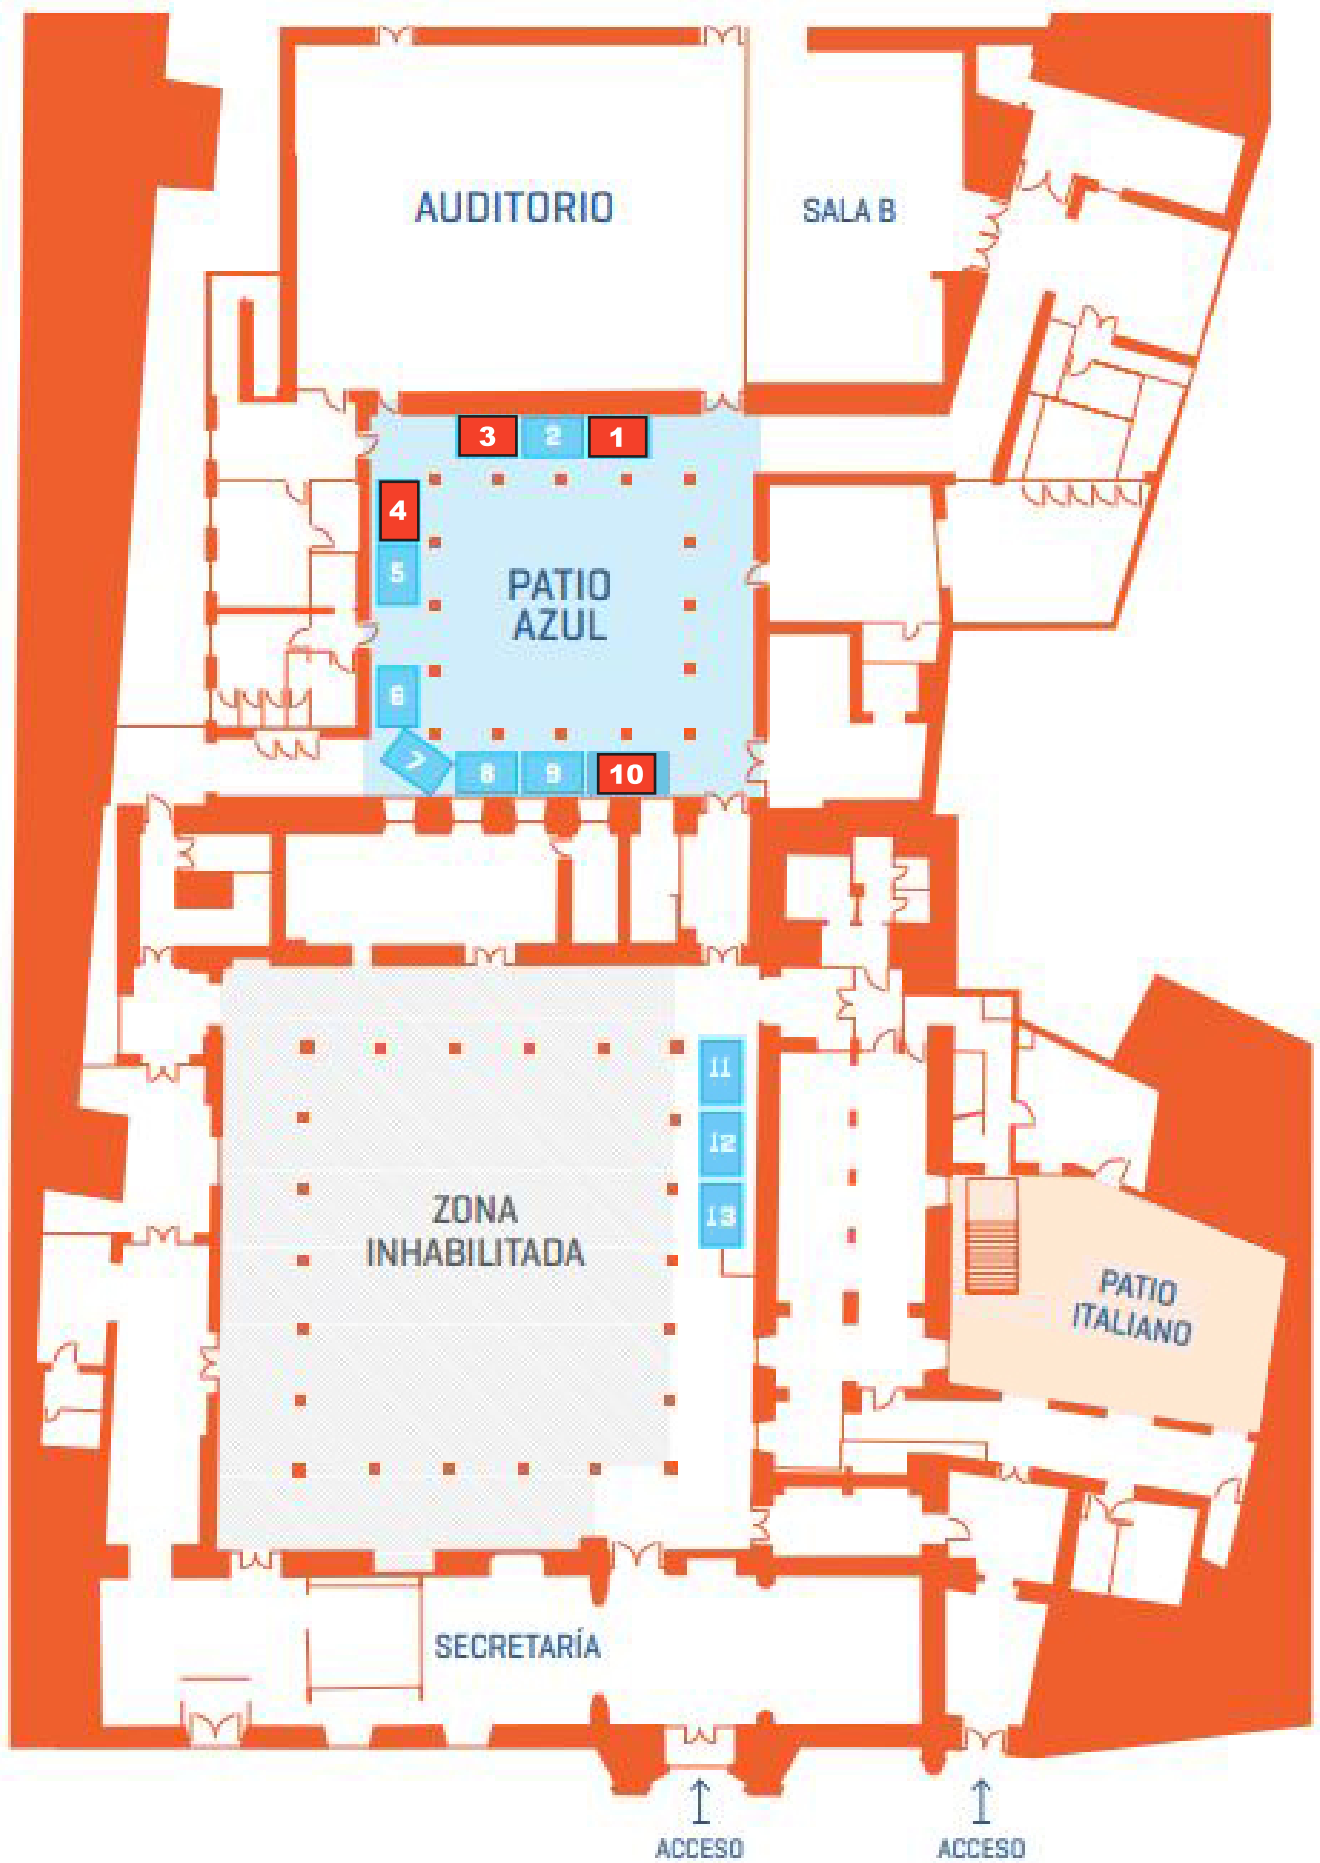 AUDITORIO
SALA B
3
2
1
4
5
PATIO
AZUL
6
7
8
9
10
11
12
13
ZONA
INHABILITADA
PATIO
ITALIANO
SECRETARÍA
ACCESO
ACCESO